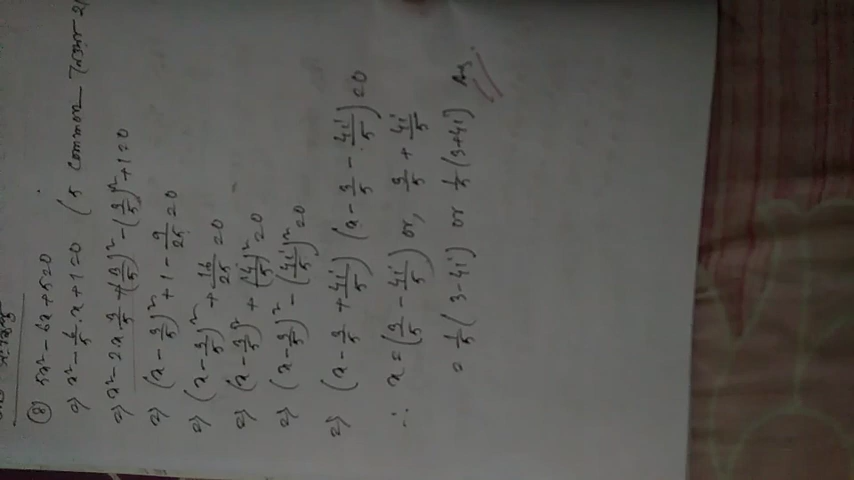 ⑧ 5x² - 6x + 5 = 0
⇒ x² - 6/5 . x + 1 = 0 ( 5 common
⇒ x² - 2x . 3/5 + (3/5)² - (3/5)² + 1 = 0
⇒ (x - 3/5)² + 1 - 9/25 = 0
⇒ (x - 3/5)² + 16/25 = 0
⇒ (x - 3/5)² + (4/5)² = 0
⇒ (x - 3/5)² - (4i/5)² = 0
⇒ (x - 3/5 + 4i/5) (x - 3/5 - 4i/5) = 0
∴ x = (3/5 - 4i/5) or, 3/5 + 4i/5
= 1/5 (3 - 4i) or 1/5 (3 + 4i) Ans.